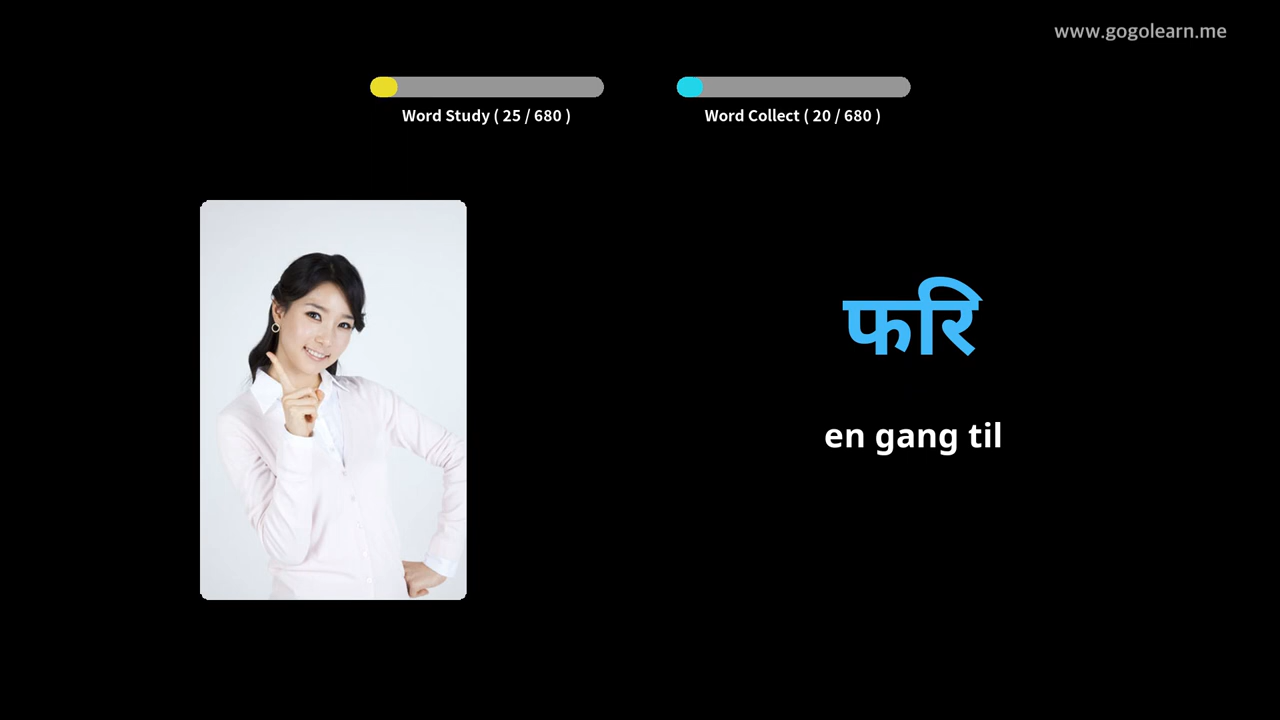 www.gogolearn.me
Word Study ( 25 / 680 )
Word Collect ( 20 / 680 )
फरि
en gang til